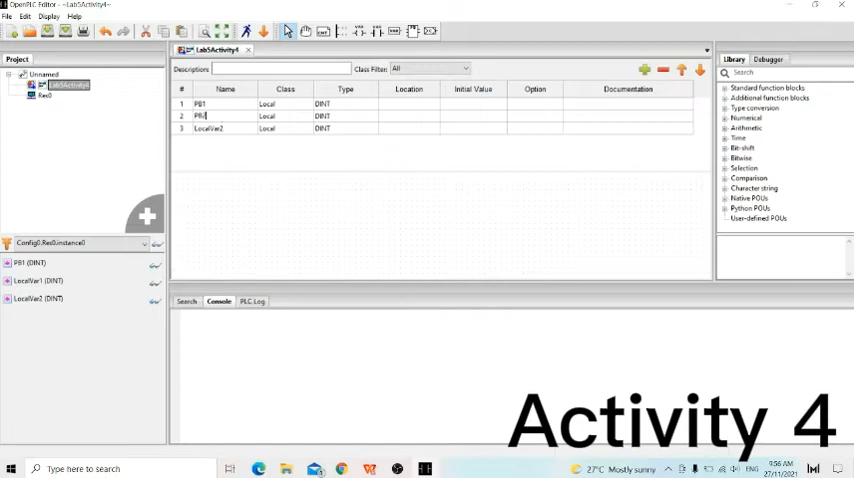 OpenPLC Editor - ~Lab5Activity4~
File Edit Display Help
Project
Unnamed
Lab5Activity4
Res0
Config0.Res0.instance0
PB1 (DINT)
LocalVar1 (DINT)
LocalVar2 (DINT)
Lab5Activity4
Description: Class Filter: All
# Name Class Type Location Initial Value Option Documentation
1 PB1 Local DINT
2 PB2 Local DINT
3 LocalVar2 Local DINT
Library Debugger
Search
Standard function blocks
Additional function blocks
Type conversion
Numerical
Arithmetic
Time
Bit-shift
Bitwise
Selection
Comparison
Character string
Native POUs
Python POUs
User-defined POUs
Search Console PLC Log
Activity 4
Type here to search
27°C Mostly sunny
ENG
9:56 AM
27/11/2021